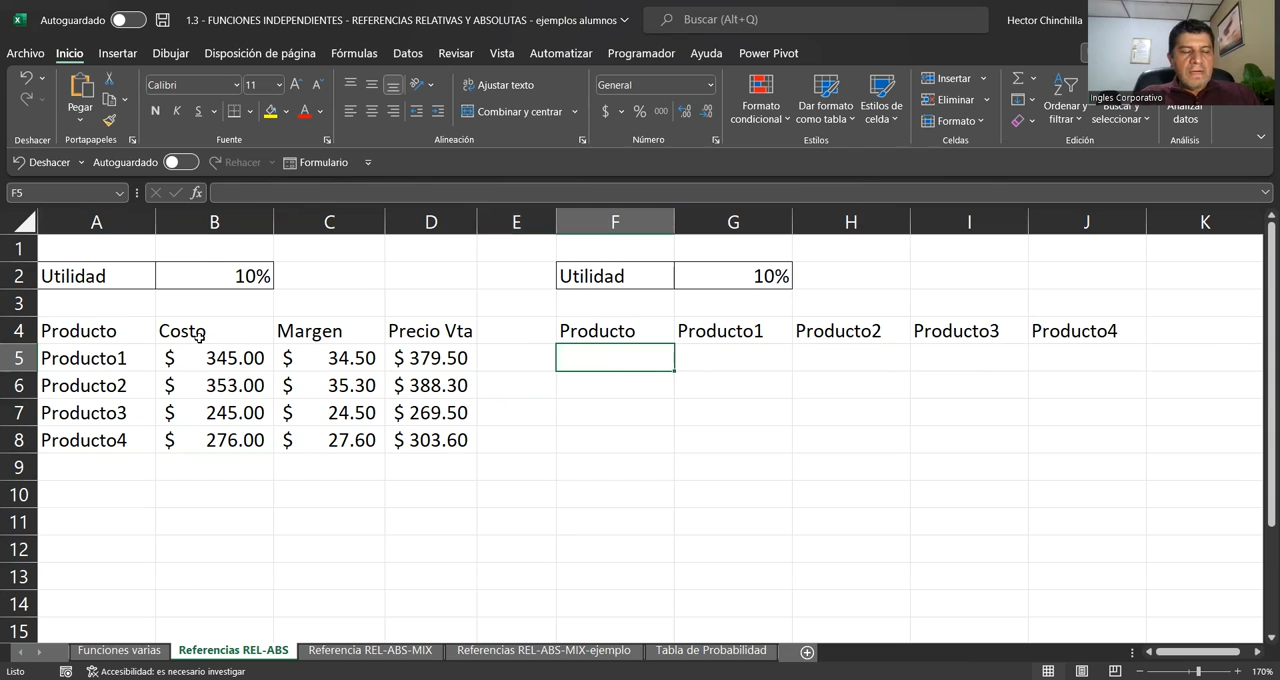 Autoguardado
1.3 - FUNCIONES INDEPENDIENTES - REFERENCIAS RELATIVAS Y ABSOLUTAS - ejemplos alumnos
Buscar (Alt+Q)
Hector Chinchilla
Archivo Inicio Insertar Dibujar Disposición de página Fórmulas Datos Revisar Vista Automatizar Programador Ayuda Power Pivot
Ingles Corporativo
Pegar
Calibri 11
Ajustar texto
General
Formato condicional
Dar formato como tabla
Estilos de celda
Insertar
Eliminar
Formato
Ordenar y filtrar
Buscar y seleccionar
Analizar datos
N K S
Combinar y centrar
$ % 000
Deshacer Portapapeles Fuente Alineación Número Estilos Celdas Edición Análisis
Deshacer Autoguardado Rehacer Formulario
F5 fx
A B C D E F G H I J K
1
2 Utilidad 10% Utilidad 10%
3
4 Producto Costo Margen Precio Vta Producto Producto1 Producto2 Producto3 Producto4
5 Producto1 $ 345.00 $ 34.50 $ 379.50
6 Producto2 $ 353.00 $ 35.30 $ 388.30
7 Producto3 $ 245.00 $ 24.50 $ 269.50
8 Producto4 $ 276.00 $ 27.60 $ 303.60
9
10
11
12
13
14
15
Funciones varias Referencias REL-ABS Referencia REL-ABS-MIX Referencias REL-ABS-MIX-ejemplo Tabla de Probabilidad
Listo Accesibilidad: es necesario investigar 170%